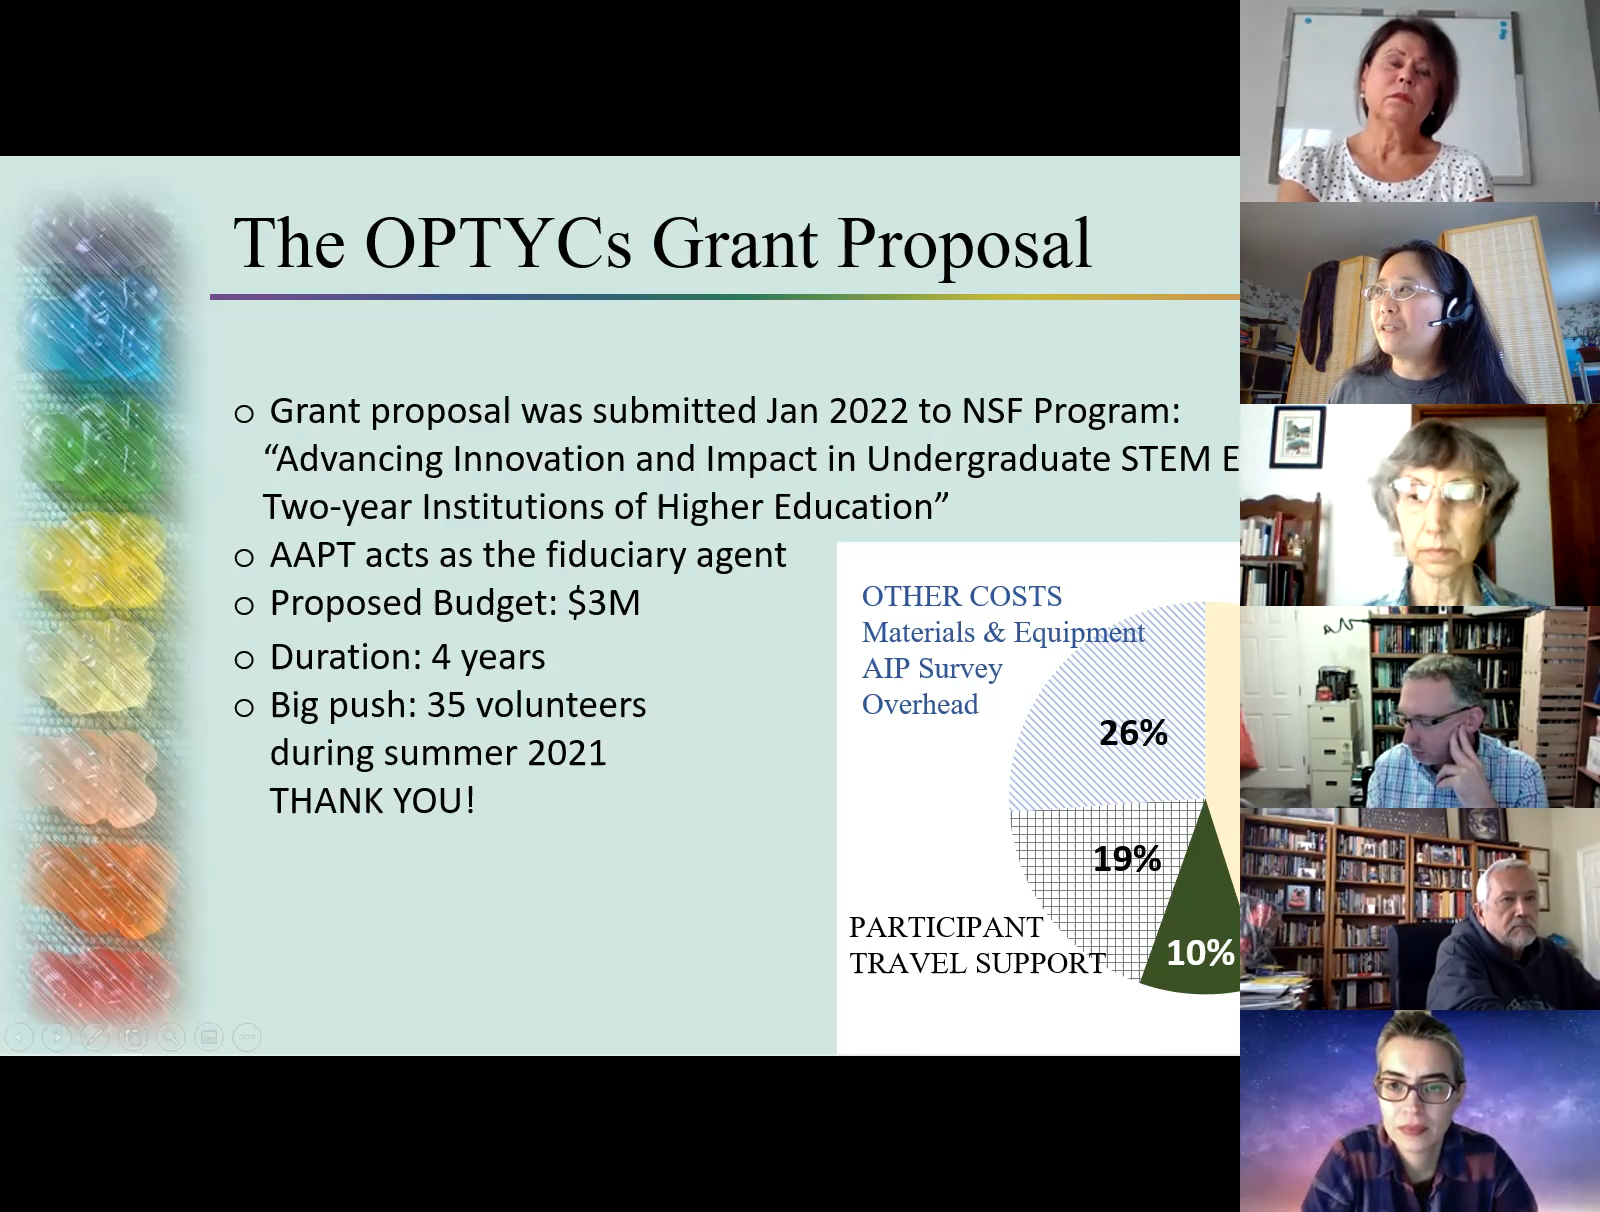 The OPTYCs Grant Proposal
○ Grant proposal was submitted Jan 2022 to NSF Program:
“Advancing Innovation and Impact in Undergraduate STEM E
Two-year Institutions of Higher Education”
○ AAPT acts as the fiduciary agent
○ Proposed Budget: $3M
○ Duration: 4 years
○ Big push: 35 volunteers
during summer 2021
THANK YOU!
OTHER COSTS
Materials & Equipment
AIP Survey
Overhead
26%
19%
PARTICIPANT
TRAVEL SUPPORT
10%